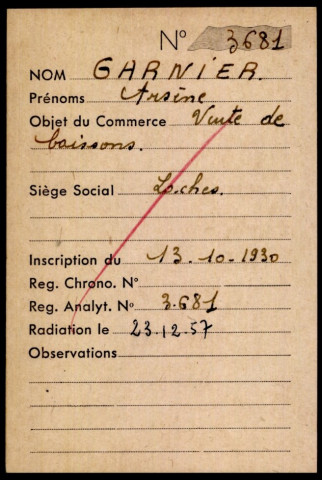 N° 3681
NOM GARNIER.
Prénoms Arsène
Objet du Commerce Vente de
boissons.
Siège Social Loches.
Inscription du 13-10-1930
Reg. Chrono. N°
Reg. Analyt. N° 3.681
Radiation le 23.12.57
Observations